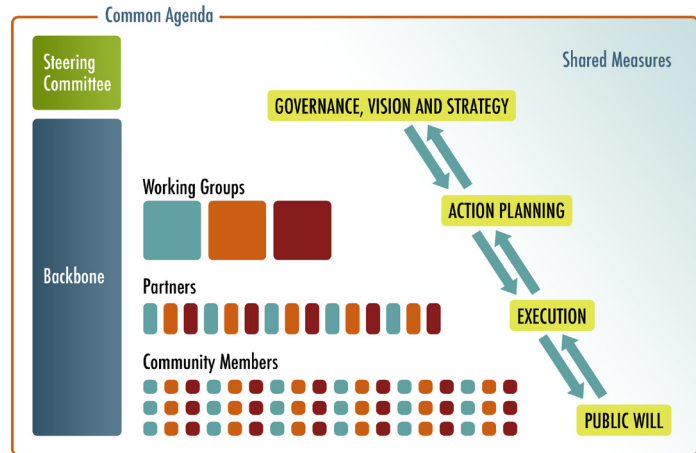 Common Agenda
Steering
Committee
Shared Measures
GOVERNANCE, VISION AND STRATEGY
Working Groups
ACTION PLANNING
Backbone
Partners
EXECUTION
Community Members
PUBLIC WILL